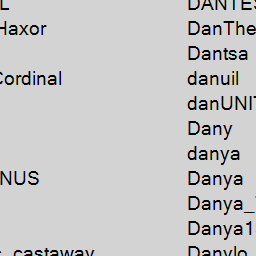 L DANTES
Haxor DanThe
Dantsa
Cordinal danuil
danUNIT
Dany
danya
NUS Danya
Danya_
Danya1
castaway Danylo